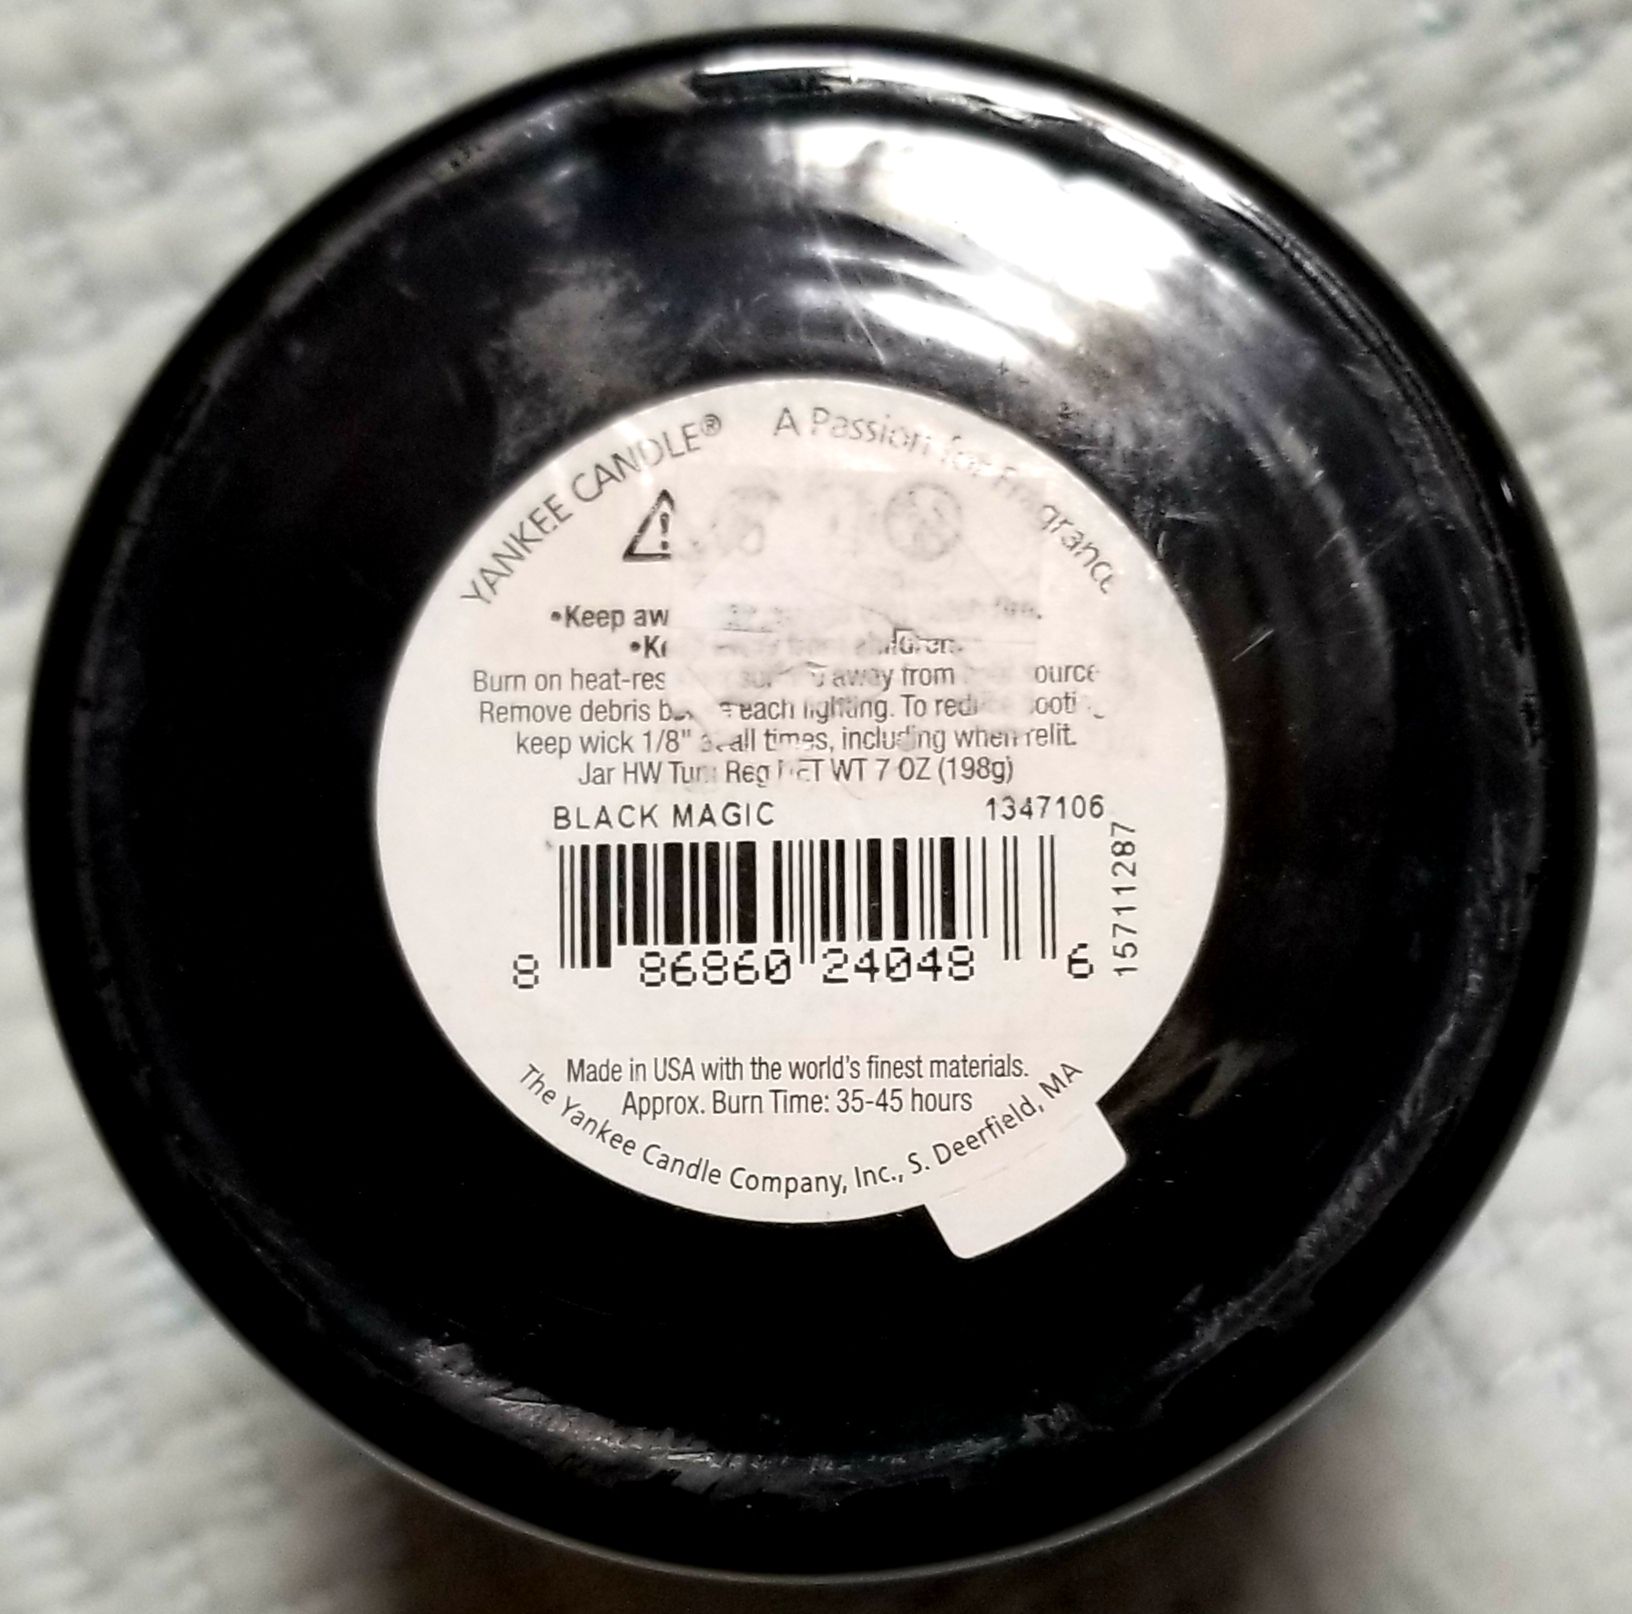 YANKEE CANDLE® A Passion for Fragrance
•Keep aw
•Ke children.
Burn on heat-res away from ource
Remove debris each lighting. To
keep wick 1/8" all times, including when relit.
Jar HW Reg NET WT 7 OZ (198g)
BLACK MAGIC 1347106
15711287
8 86860 24048 6
Made in USA with the world's finest materials.
Approx. Burn Time: 35-45 hours
The Yankee Candle Company, Inc., S. Deerfield, MA